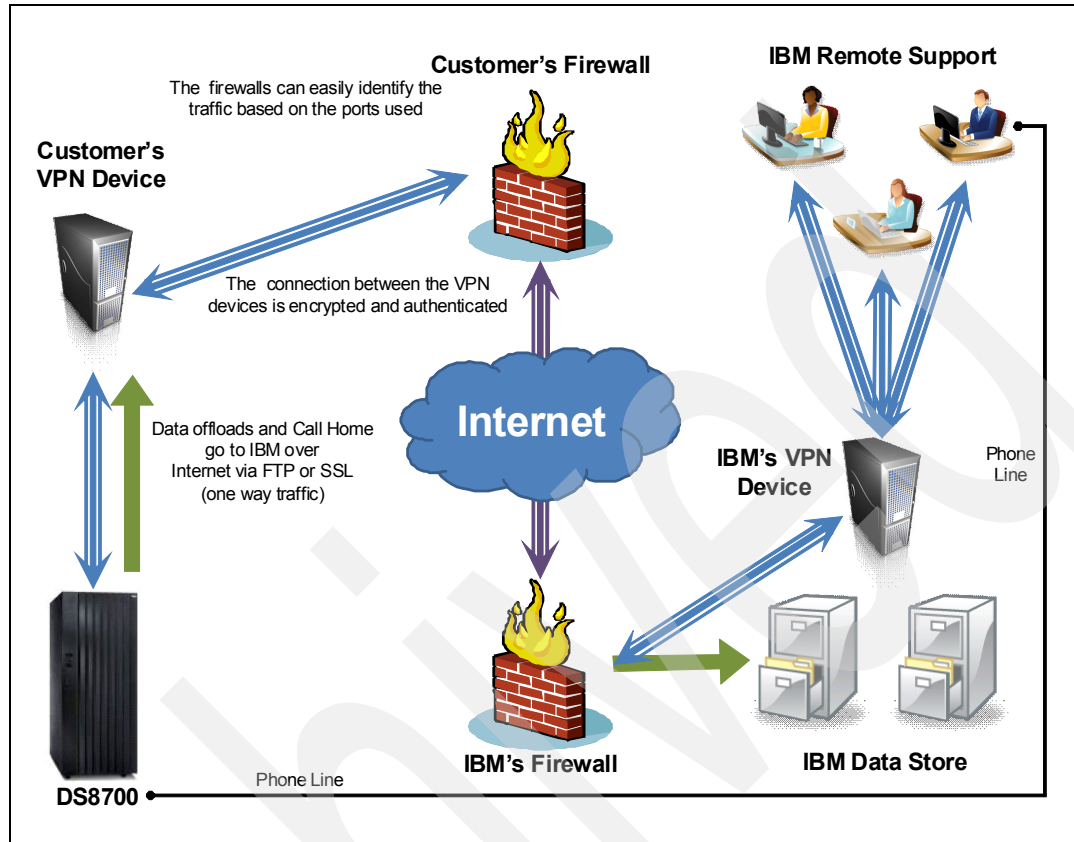 Customer's Firewall
IBM Remote Support
The firewalls can easily identify the
traffic based on the ports used
Customer's
VPN Device
The connection between the VPN
devices is encrypted and authenticated
Internet
Data offloads and Call Home
go to IBM over
Internet via FTP or SSL
(one way traffic)
IBM's VPN
Device
Phone
Line
IBM's Firewall
IBM Data Store
Phone Line
DS8700